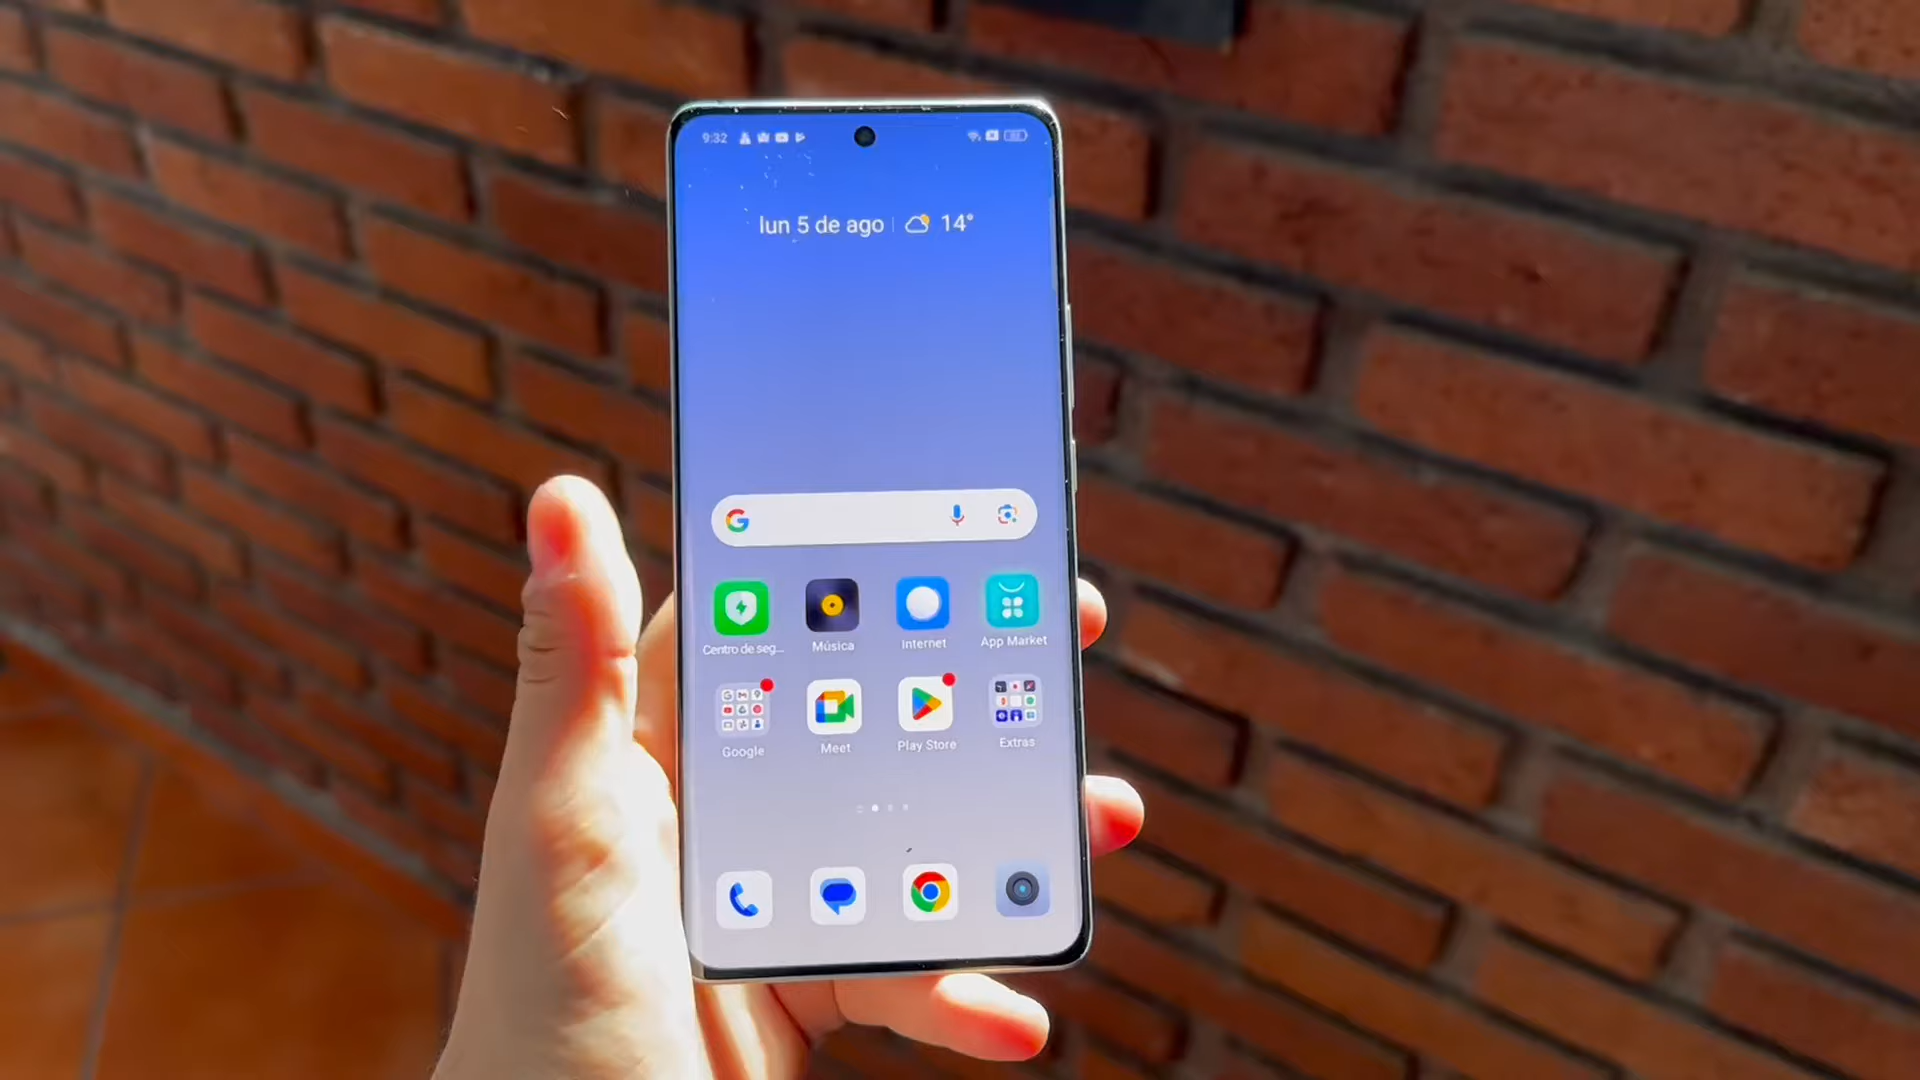 9:32
lun 5 de ago 14°
Centro de seg... Música Internet App Market
Google Meet Play Store Extras